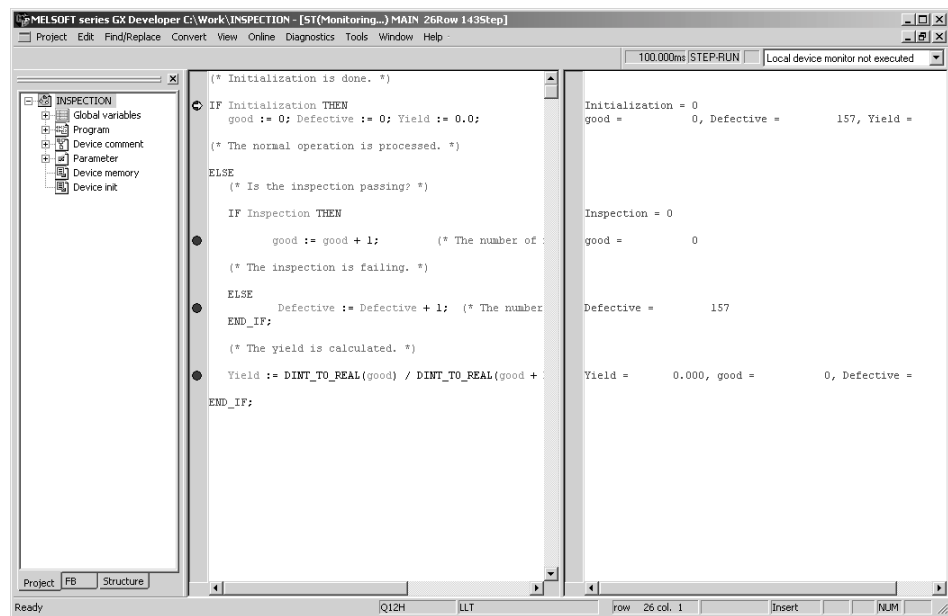 MELSOFT series GX Developer C:\Work\INSPECTION - [ST(Monitoring...) MAIN 26Row 143Step]
Project Edit Find/Replace Convert View Online Diagnostics Tools Window Help
100.000ms STEP-RUN Local device monitor not executed
INSPECTION
Global variables
Program
Device comment
Parameter
Device memory
Device init
Project FB Structure
(* Initialization is done. *)
IF Initialization THEN
good := 0; Defective := 0; Yield := 0.0;
(* The normal operation is processed. *)
ELSE
(* Is the inspection passing? *)
IF Inspection THEN
good := good + 1; (* The number of
(* The inspection is failing. *)
ELSE
Defective := Defective + 1; (* The number
END_IF;
(* The yield is calculated. *)
Yield := DINT_TO_REAL(good) / DINT_TO_REAL(good +
END_IF;
Initialization = 0
good = 0, Defective = 157, Yield =
Inspection = 0
good = 0
Defective = 157
Yield = 0.000, good = 0, Defective =
Ready Q12H LLT row 26 col. 1 Insert NUM